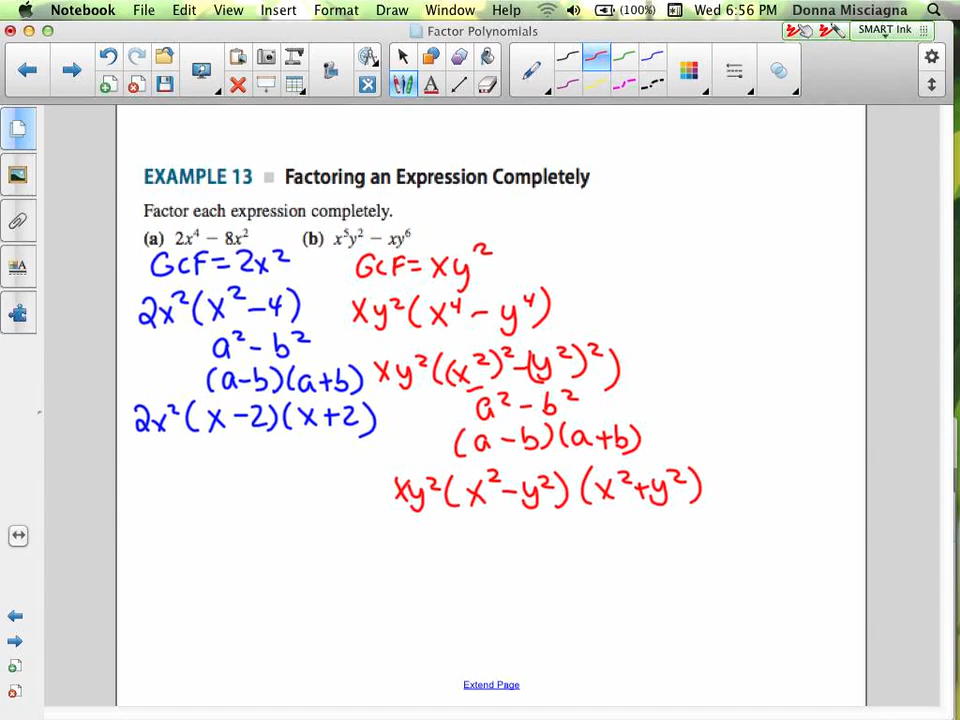 Notebook File Edit View Insert Format Draw Window Help (100%) Wed 6:56 PM Donna Misciagna
Factor Polynomials
SMART Ink
EXAMPLE 13 Factoring an Expression Completely
Factor each expression completely.
(a) 2x⁴ − 8x² (b) x⁵y² − xy⁶
GCF = 2x²
2x²(x² − 4)
a² − b²
(a − b)(a + b)
2x²(x − 2)(x + 2)
GCF = xy²
xy²(x⁴ − y⁴)
xy²((x²)² − (y²)²)
a² − b²
(a − b)(a + b)
xy²(x² − y²)(x² + y²)
Extend Page